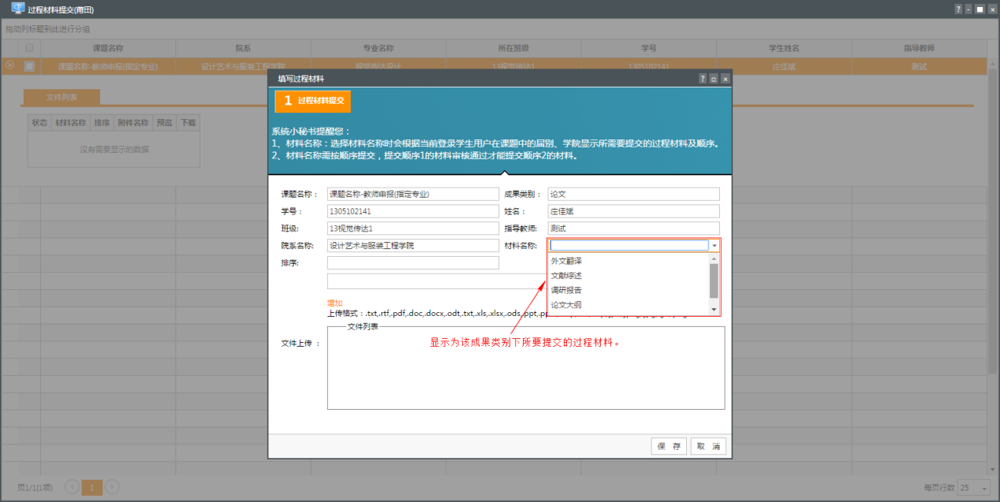 过程材料提交(莆田)
拖动列标题到此进行分组
课题名称 院系 专业名称 所在班级 学号 学生姓名 指导教师
课题名称-教师申报(指定专业) 设计艺术与服装工程学院 视觉传达设计 13视觉传达1 1305102141 庄佳斌 测试
文件列表
状态 材料名称 排序 附件名称 预览 下载
没有需要显示的数据
填写过程材料
1 过程材料提交
系统小秘书提醒您：
1、材料名称：选择材料名称时会根据当前登录学生用户在课题中的届别、学院显示所需要提交的过程材料及顺序。
2、材料名称需按顺序提交，提交顺序1的材料审核通过才能提交顺序2的材料。
课题名称： 课题名称-教师申报(指定专业) 成果类别： 论文
学号： 1305102141 姓名： 庄佳斌
班级: 13视觉传达1 指导教师: 测试
院系名称: 设计艺术与服装工程学院 材料名称:
排序:
外文翻译
文献综述
调研报告
论文大纲
增加
上传格式：.txt,.rtf,.pdf,.doc,.docx,.odt,.txt,.xls,.xlsx,.ods,.ppt,.pp
文件列表
文件上传：
显示为该成果类别下所要提交的过程材料。
保 存 取 消
页1/1(1项) 1 每页行数 25